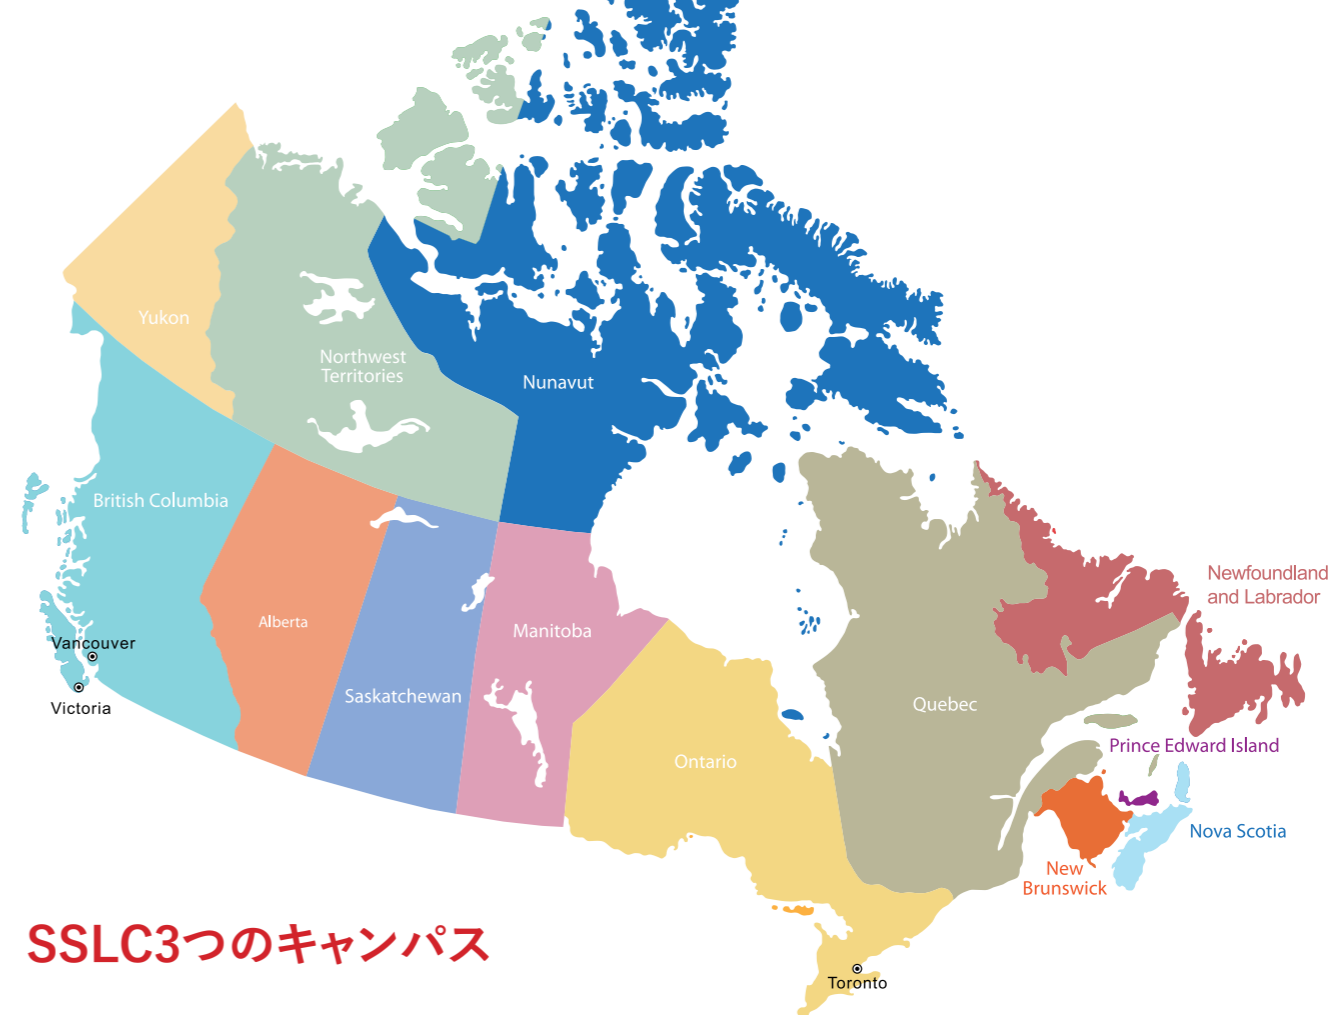 Yukon
Northwest
Territories
Nunavut
British Columbia
Alberta
Saskatchewan
Manitoba
Ontario
Quebec
Newfoundland
and Labrador
Prince Edward Island
Nova Scotia
New
Brunswick
Vancouver
Victoria
Toronto
SSLC3つのキャンパス